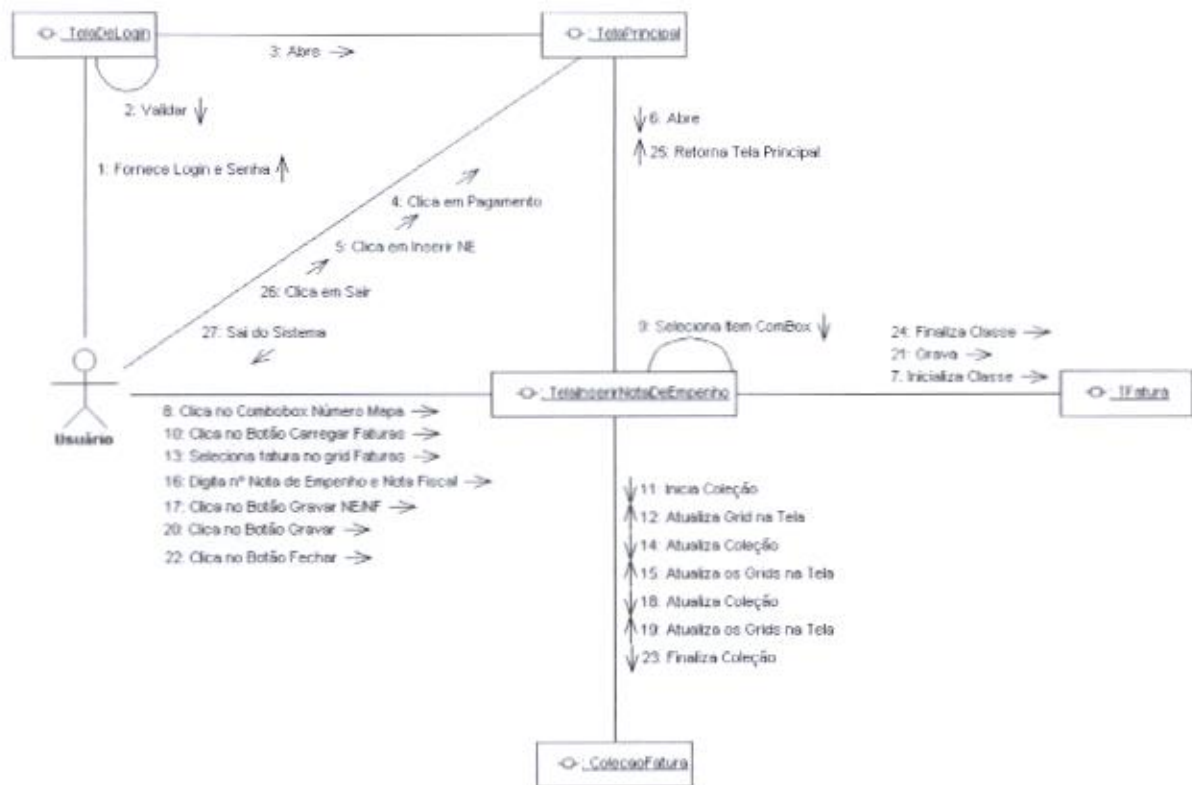 : TelaDeLogin
: TelaPrincipal
3: Abre
2: Validar
6: Abre
25: Retorna Tela Principal
1: Fornece Login e Senha
4: Clica em Pagamento
5: Clica em Inserir NE
26: Clica em Sair
27: Sai do Sistema
9: Seleciona Item ComBox
24: Finaliza Classe
21: Grava
7: Inicializa Classe
: TelaInserirNotaDeEmpenho
: TFatura
Usuário
8: Clica no Combobox Número Mapa
10: Clica no Botão Carregar Faturas
13: Seleciona fatura no grid Faturas
16: Digita nº Nota de Empenho e Nota Fiscal
17: Clica no Botão Gravar NE/NF
20: Clica no Botão Gravar
22: Clica no Botão Fechar
11: Inicia Coleção
12: Atualiza Grid na Tela
14: Atualiza Coleção
15: Atualiza os Grids na Tela
18: Atualiza Coleção
19: Atualiza os Grids na Tela
23: Finaliza Coleção
: ColecaoFatura